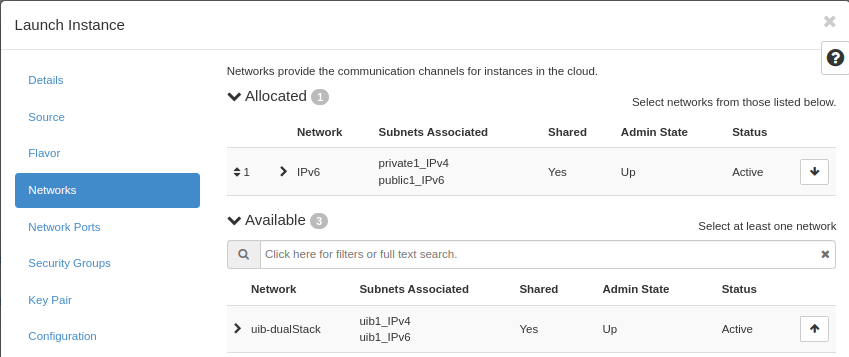 Launch Instance
Details
Source
Flavor
Networks
Network Ports
Security Groups
Key Pair
Configuration
Networks provide the communication channels for instances in the cloud.
Allocated 1
Select networks from those listed below.
Network Subnets Associated Shared Admin State Status
1 IPv6 private1_IPv4 Yes Up Active
public1_IPv6
Available 3
Select at least one network
Click here for filters or full text search.
Network Subnets Associated Shared Admin State Status
uib-dualStack uib1_IPv4 Yes Up Active
uib1_IPv6